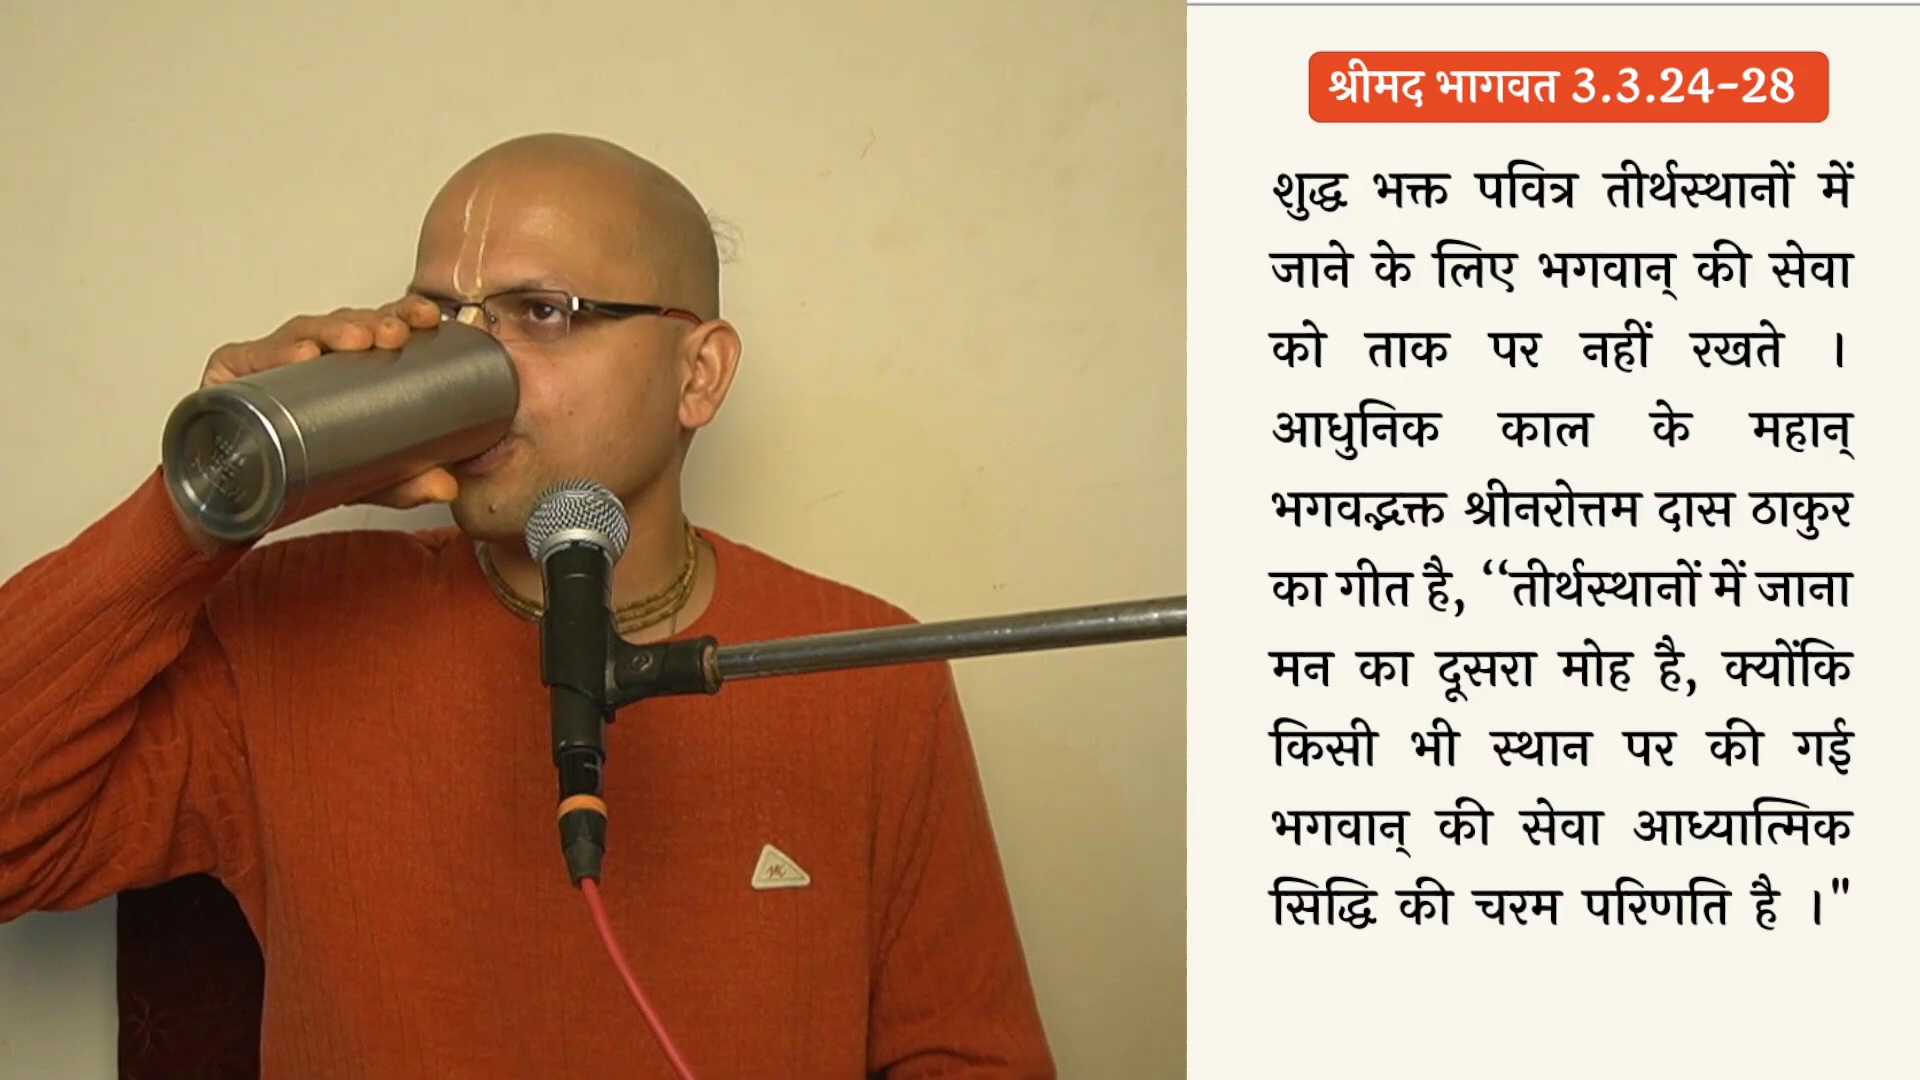 श्रीमद भागवत 3.3.24-28
शुद्ध भक्त पवित्र तीर्थस्थानों में
जाने के लिए भगवान् की सेवा
को ताक पर नहीं रखते ।
आधुनिक काल के महान्
भगवद्भक्त श्रीनरोत्तम दास ठाकुर
का गीत है, ‘‘तीर्थस्थानों में जाना
मन का दूसरा मोह है, क्योंकि
किसी भी स्थान पर की गई
भगवान् की सेवा आध्यात्मिक
सिद्धि की चरम परिणति है ।"